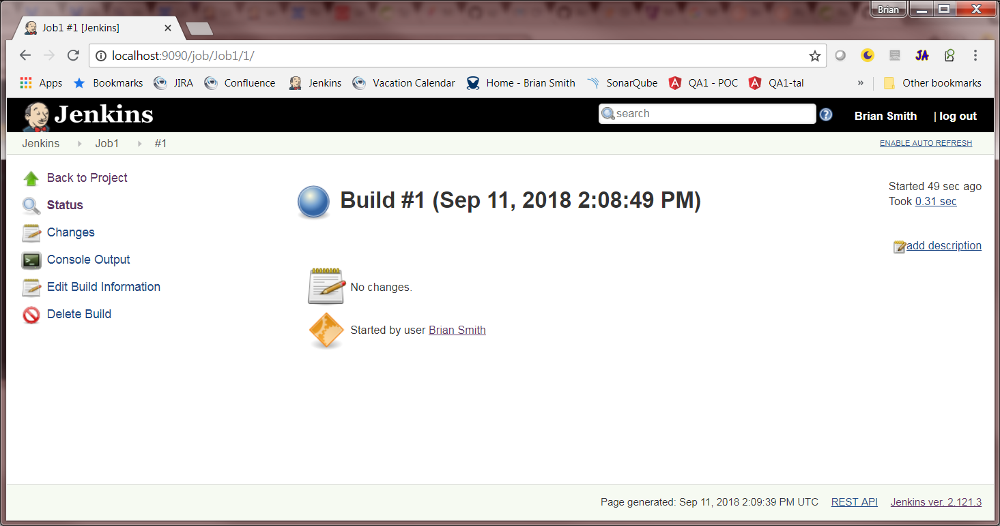 Brian
Job1 #1 [Jenkins]
localhost:9090/job/Job1/1/
JA
Apps Bookmarks JIRA Confluence Jenkins Vacation Calendar Home - Brian Smith SonarQube QA1 - POC QA1-tal » Other bookmarks
Jenkins search ? Brian Smith | log out
Jenkins Job1 #1 ENABLE AUTO REFRESH
Back to Project
Status
Changes
Console Output
Edit Build Information
Delete Build
Build #1 (Sep 11, 2018 2:08:49 PM)
Started 49 sec ago
Took 0.31 sec
add description
No changes.
Started by user Brian Smith
Page generated: Sep 11, 2018 2:09:39 PM UTC REST API Jenkins ver. 2.121.3